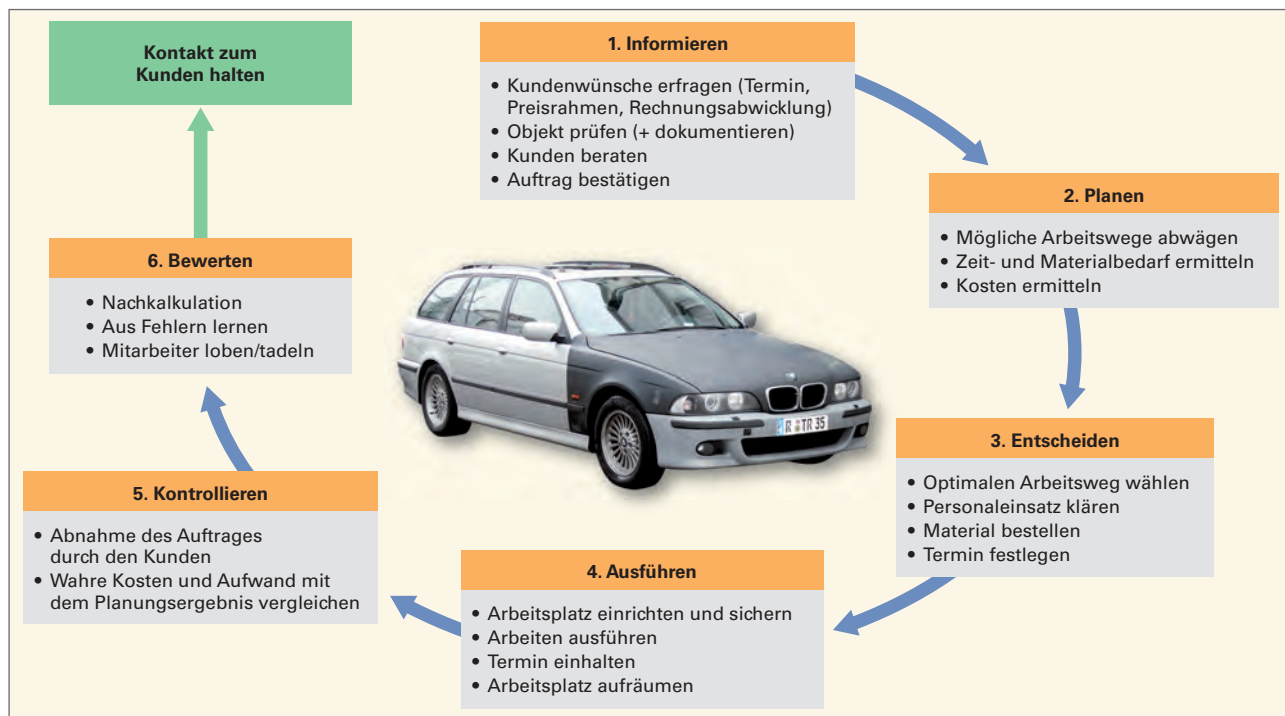 Kontakt zum
Kunden halten
1. Informieren
• Kundenwünsche erfragen (Termin,
Preisrahmen, Rechnungsabwicklung)
• Objekt prüfen (+ dokumentieren)
• Kunden beraten
• Auftrag bestätigen
2. Planen
• Mögliche Arbeitswege abwägen
• Zeit- und Materialbedarf ermitteln
• Kosten ermitteln
3. Entscheiden
• Optimalen Arbeitsweg wählen
• Personaleinsatz klären
• Material bestellen
• Termin festlegen
4. Ausführen
• Arbeitsplatz einrichten und sichern
• Arbeiten ausführen
• Termin einhalten
• Arbeitsplatz aufräumen
5. Kontrollieren
• Abnahme des Auftrages
durch den Kunden
• Wahre Kosten und Aufwand mit
dem Planungsergebnis vergleichen
6. Bewerten
• Nachkalkulation
• Aus Fehlern lernen
• Mitarbeiter loben/tadeln
R TR 35